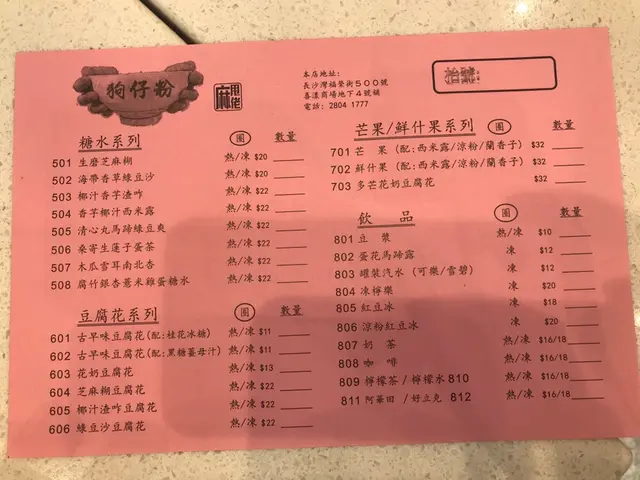 狗仔粉
麻甩佬
本店地址:
長沙灣福榮街500號
喜漾商場地下4號舖
電話: 2804 1777
枱號:
糖水系列 圈 數量
501 生磨芝麻糊 熱/凍 $20
502 海帶香草綠豆沙 熱/凍 $20
503 椰汁香芋渣咋 熱/凍 $22
504 香芋椰汁西米露 熱/凍 $22
505 清心丸馬蹄綠豆爽 熱/凍 $22
506 桑寄生蓮子蛋茶 熱/凍 $22
507 木瓜雪耳南北杏 熱/凍 $22
508 腐竹銀杏薏米雞蛋糖水 熱/凍 $22
豆腐花系列 圈 數量
601 古早味豆腐花(配:桂花冰糖) 熱/凍 $11
602 古早味豆腐花(配:黑糖薑母汁) 熱/凍 $11
603 花奶豆腐花 熱/凍 $13
604 芝麻糊豆腐花 熱/凍 $22
605 椰汁渣咋豆腐花 熱/凍 $22
606 綠豆沙豆腐花 熱/凍 $22
芒果/鮮什果系列 圈 數量
701 芒 果 (配:西米露/涼粉/蘭香子) $32
702 鮮什果 (配:西米露/涼粉/蘭香子) $32
703 多芒花奶豆腐花 $32
飲 品 圈 數量
801 豆 漿 熱/凍 $10
802 蛋花馬蹄露 凍 $12
803 罐裝汽水 (可樂/雪碧) 凍 $12
804 凍檸樂 凍 $20
805 紅豆冰 凍 $18
806 涼粉紅豆冰 凍 $20
807 奶 茶 熱/凍 $16/18
808 咖 啡 熱/凍 $16/18
809 檸檬茶 / 檸檬水 810 熱/凍 $16/18
811 阿華田 / 好立克 812 熱/凍 $16/18